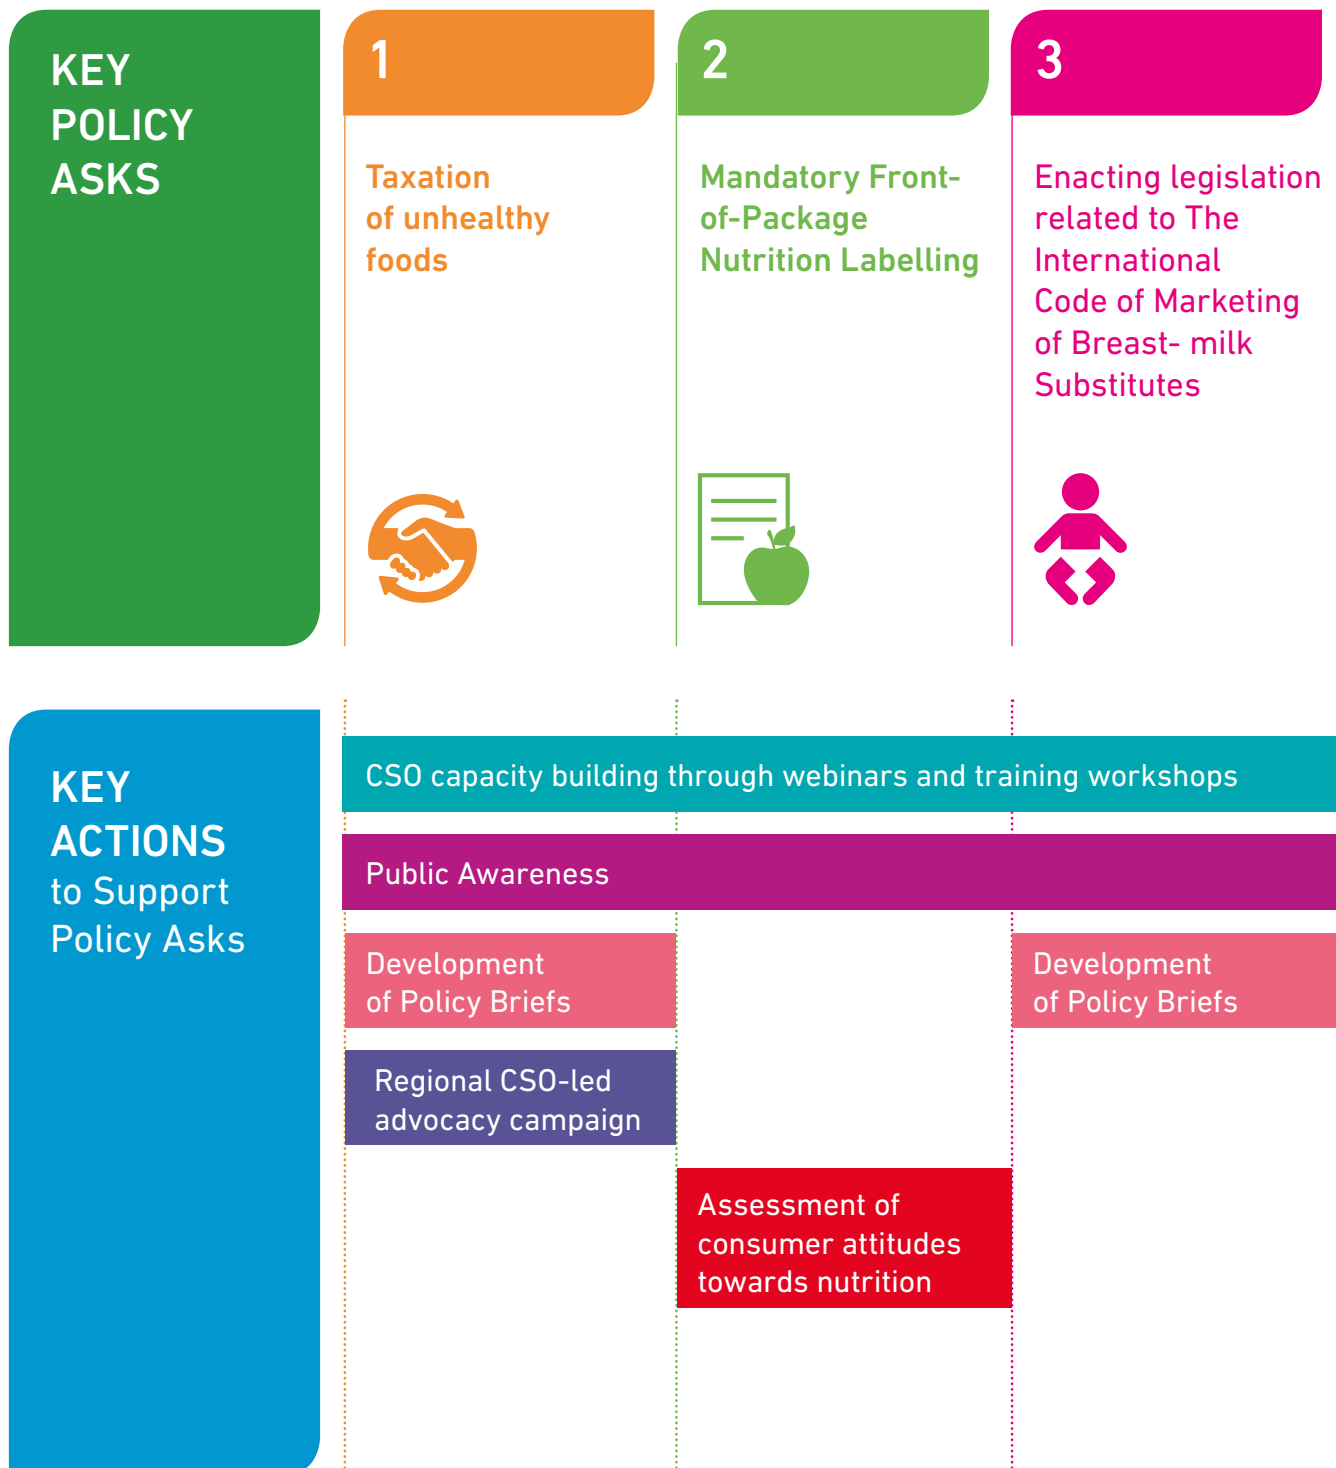 KEY
POLICY
ASKS
1
Taxation
of unhealthy
foods
2
Mandatory Front-
of-Package
Nutrition Labelling
3
Enacting legislation
related to The
International
Code of Marketing
of Breast- milk
Substitutes
KEY
ACTIONS
to Support
Policy Asks
CSO capacity building through webinars and training workshops
Public Awareness
Development
of Policy Briefs
Development
of Policy Briefs
Regional CSO-led
advocacy campaign
Assessment of
consumer attitudes
towards nutrition